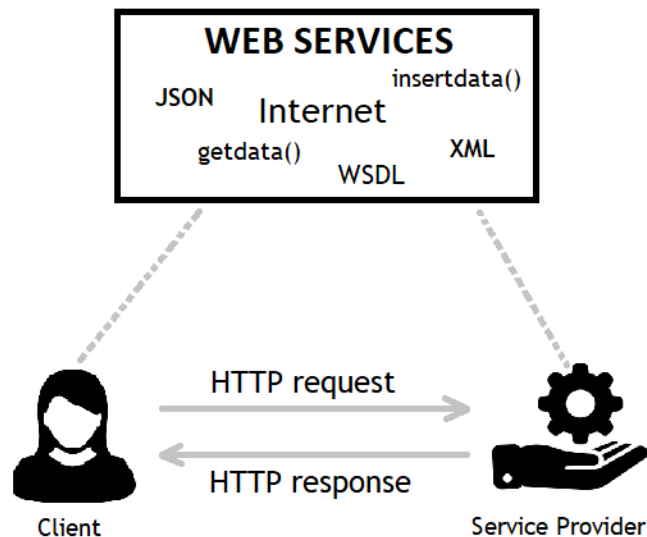 WEB SERVICES
insertdata()
JSON
Internet
getdata()
XML
WSDL
HTTP request
HTTP response
Client
Service Provider